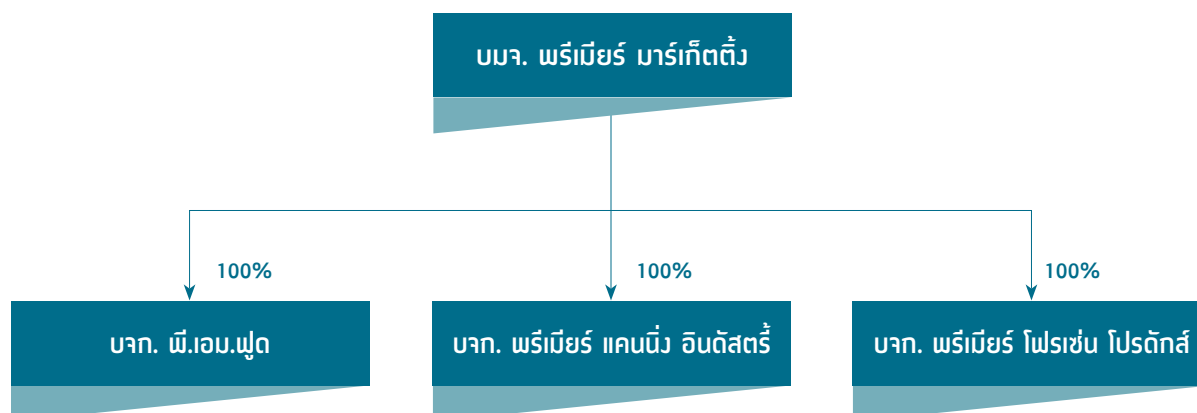 บมจ. พรีเมียร์ มาร์เก็ตติ้ง
100%
100%
100%
บจก. พี.เอม.ฟูด
บจก. พรีเมียร์ แคนนิ่ง อินดัสตรี้
บจก. พรีเมียร์ โฟรเซ่น โปรดักส์